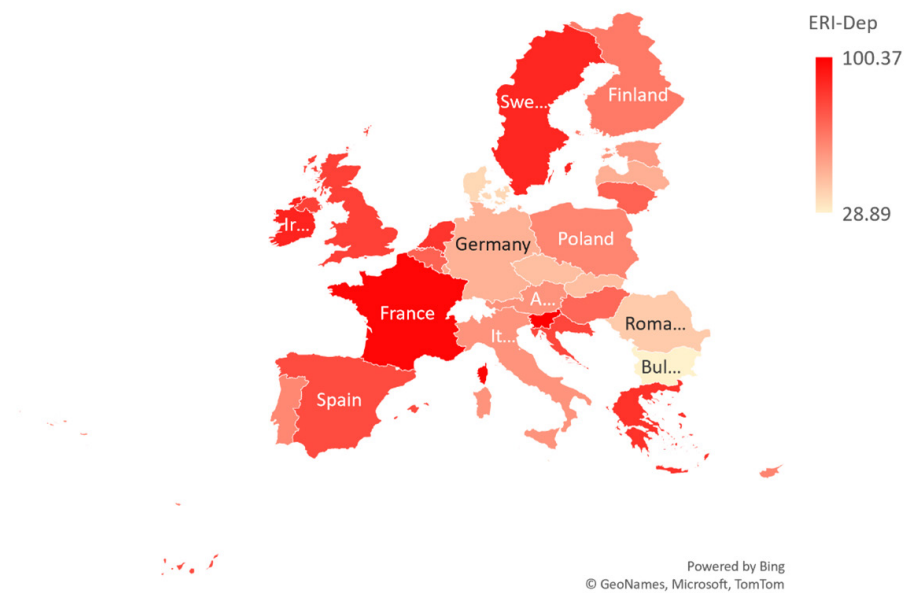 ERI-Dep
100.37
28.89
Swe...
Finland
Ir...
Germany
Poland
France
A...
It...
Roma...
Bul...
Spain
Powered by Bing
© GeoNames, Microsoft, TomTom